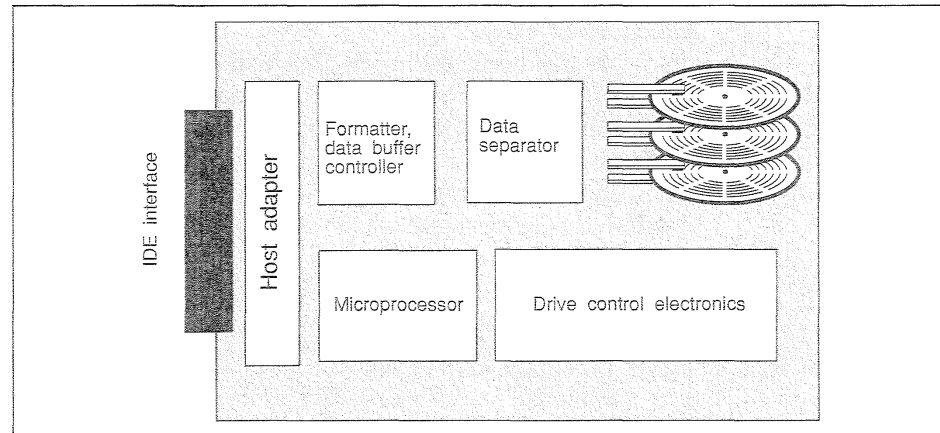 IDE interface
Host adapter
Formatter,
data buffer
controller
Data
separator
Microprocessor
Drive control electronics